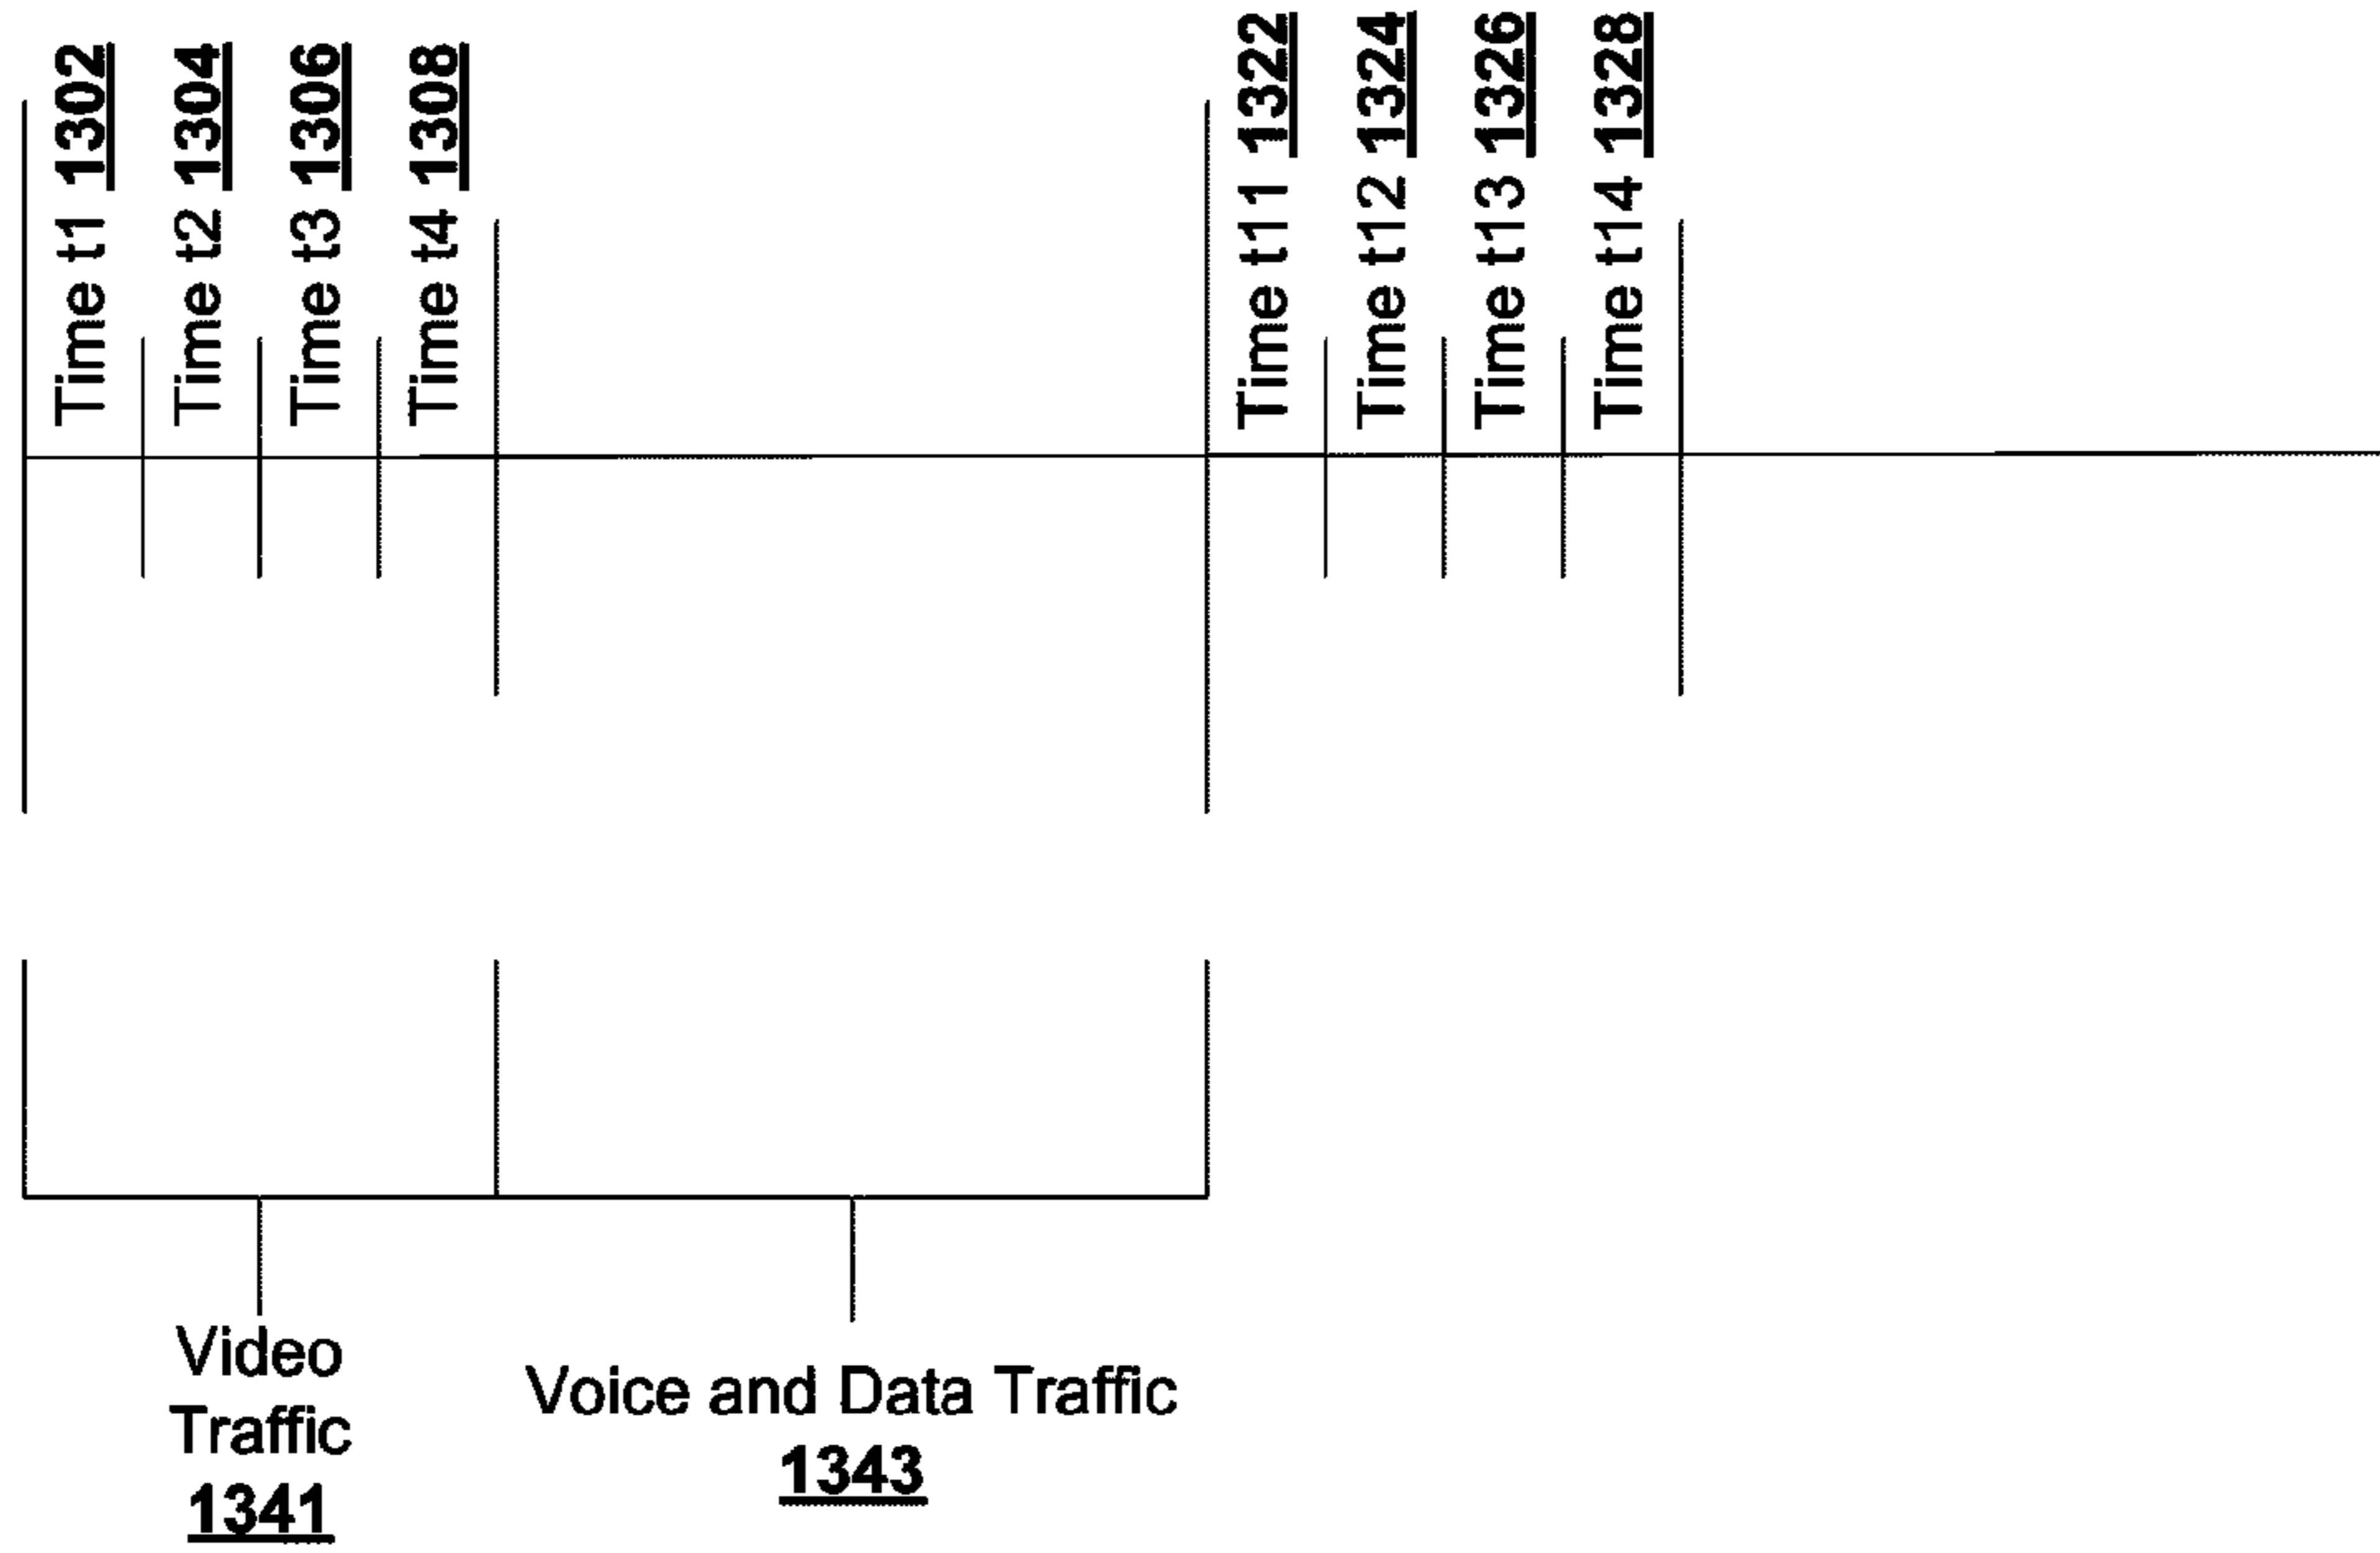 Time t1 1302
Time t2 1304
Time t3 1306
Time t4 1308
Time t11 1322
Time t12 1324
Time t13 1326
Time t14 1328
Video
Traffic
1341
Voice and Data Traffic
1343